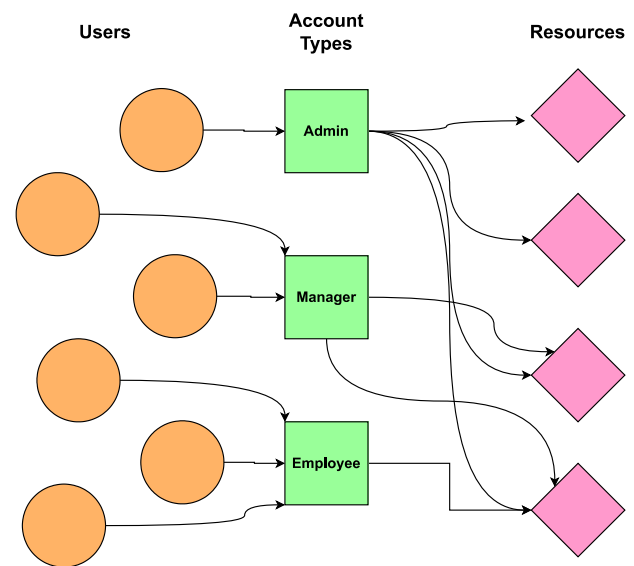 Users
Account
Types
Resources
Admin
Manager
Employee